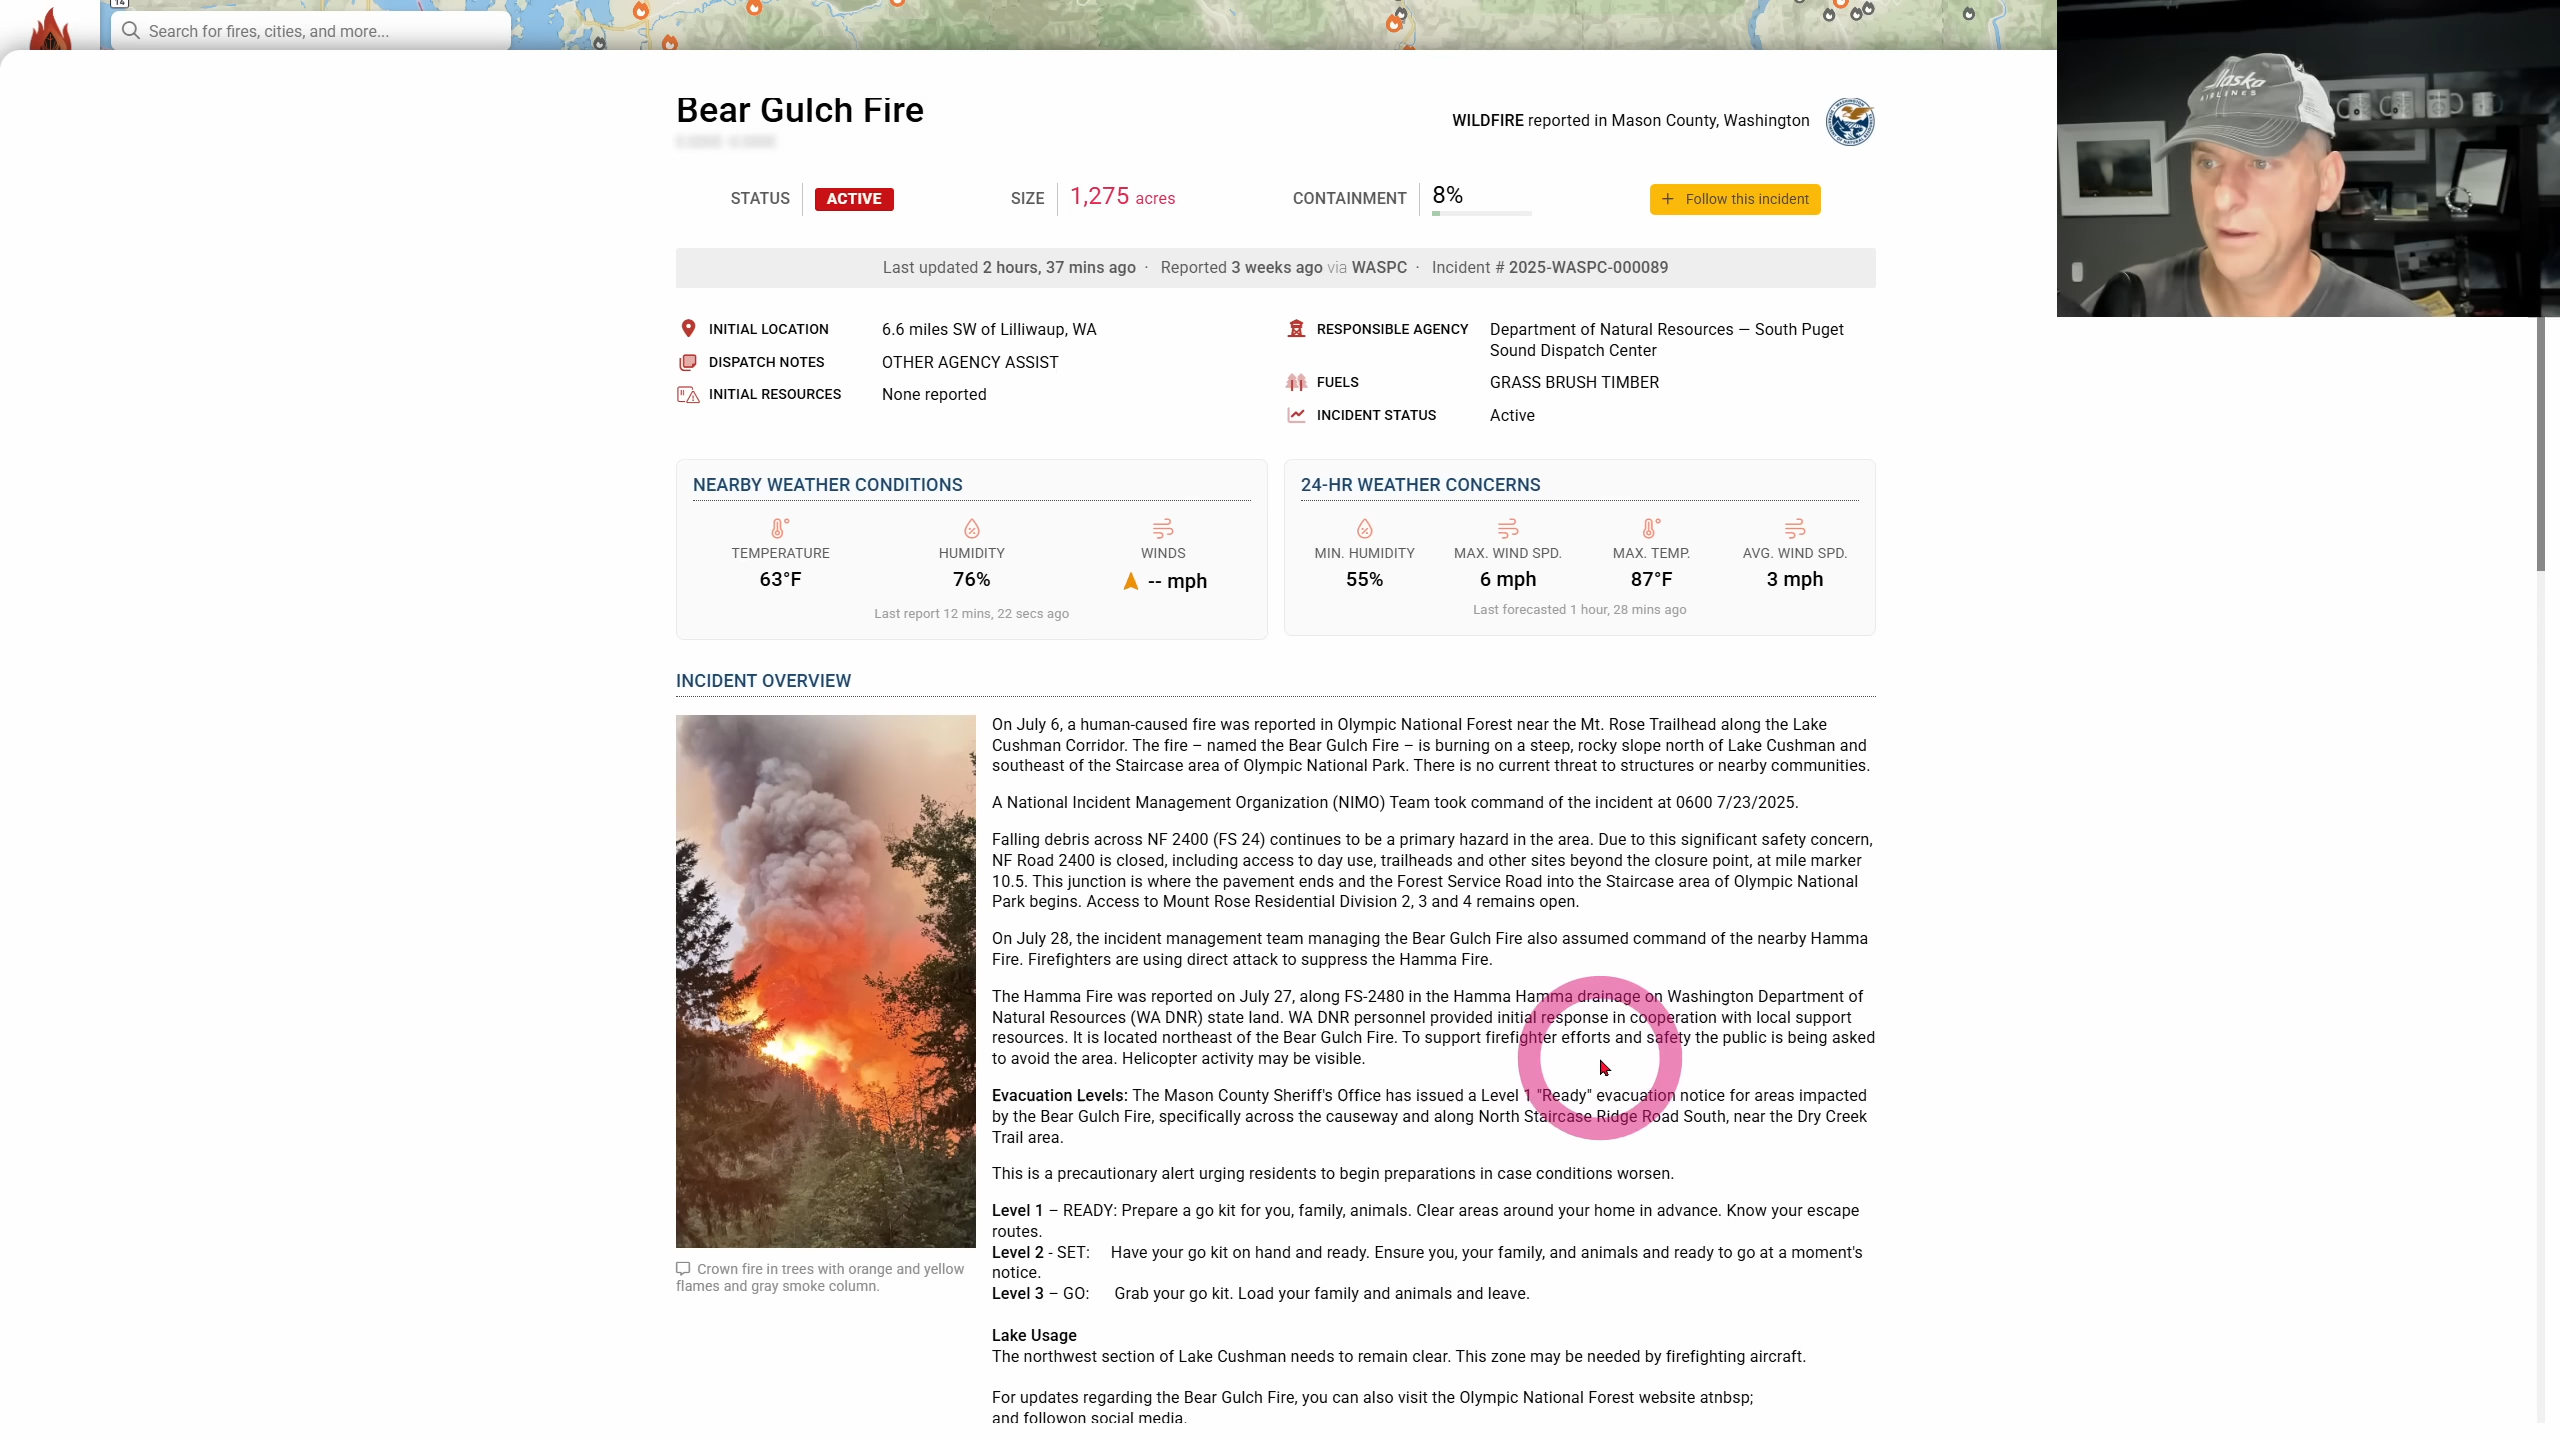 14
Search for fires, cities, and more...
Alaska
AIRLINES
Bear Gulch Fire
WILDFIRE reported in Mason County, Washington
STATUS ACTIVE SIZE 1,275 acres CONTAINMENT 8% + Follow this incident
Last updated 2 hours, 37 mins ago · Reported 3 weeks ago via WASPC · Incident # 2025-WASPC-000089
INITIAL LOCATION 6.6 miles SW of Lilliwaup, WA
DISPATCH NOTES OTHER AGENCY ASSIST
INITIAL RESOURCES None reported
RESPONSIBLE AGENCY Department of Natural Resources — South Puget
Sound Dispatch Center
FUELS GRASS BRUSH TIMBER
INCIDENT STATUS Active
NEARBY WEATHER CONDITIONS
TEMPERATURE HUMIDITY WINDS
63°F 76% -- mph
Last report 12 mins, 22 secs ago
24-HR WEATHER CONCERNS
MIN. HUMIDITY MAX. WIND SPD. MAX. TEMP. AVG. WIND SPD.
55% 6 mph 87°F 3 mph
Last forecasted 1 hour, 28 mins ago
INCIDENT OVERVIEW
On July 6, a human-caused fire was reported in Olympic National Forest near the Mt. Rose Trailhead along the Lake
Cushman Corridor. The fire – named the Bear Gulch Fire – is burning on a steep, rocky slope north of Lake Cushman and
southeast of the Staircase area of Olympic National Park. There is no current threat to structures or nearby communities.
A National Incident Management Organization (NIMO) Team took command of the incident at 0600 7/23/2025.
Falling debris across NF 2400 (FS 24) continues to be a primary hazard in the area. Due to this significant safety concern,
NF Road 2400 is closed, including access to day use, trailheads and other sites beyond the closure point, at mile marker
10.5. This junction is where the pavement ends and the Forest Service Road into the Staircase area of Olympic National
Park begins. Access to Mount Rose Residential Division 2, 3 and 4 remains open.
On July 28, the incident management team managing the Bear Gulch Fire also assumed command of the nearby Hamma
Fire. Firefighters are using direct attack to suppress the Hamma Fire.
The Hamma Fire was reported on July 27, along FS-2480 in the Hamma Hamma drainage on Washington Department of
Natural Resources (WA DNR) state land. WA DNR personnel provided initial response in cooperation with local support
resources. It is located northeast of the Bear Gulch Fire. To support firefighter efforts and safety the public is being asked
to avoid the area. Helicopter activity may be visible.
Evacuation Levels: The Mason County Sheriff's Office has issued a Level 1 "Ready" evacuation notice for areas impacted
by the Bear Gulch Fire, specifically across the causeway and along North Staircase Ridge Road South, near the Dry Creek
Trail area.
This is a precautionary alert urging residents to begin preparations in case conditions worsen.
Level 1 – READY: Prepare a go kit for you, family, animals. Clear areas around your home in advance. Know your escape
routes.
Level 2 - SET: Have your go kit on hand and ready. Ensure you, your family, and animals and ready to go at a moment's
notice.
Level 3 – GO: Grab your go kit. Load your family and animals and leave.
Crown fire in trees with orange and yellow
flames and gray smoke column.
Lake Usage
The northwest section of Lake Cushman needs to remain clear. This zone may be needed by firefighting aircraft.
For updates regarding the Bear Gulch Fire, you can also visit the Olympic National Forest website atnbsp;
and followon social media.